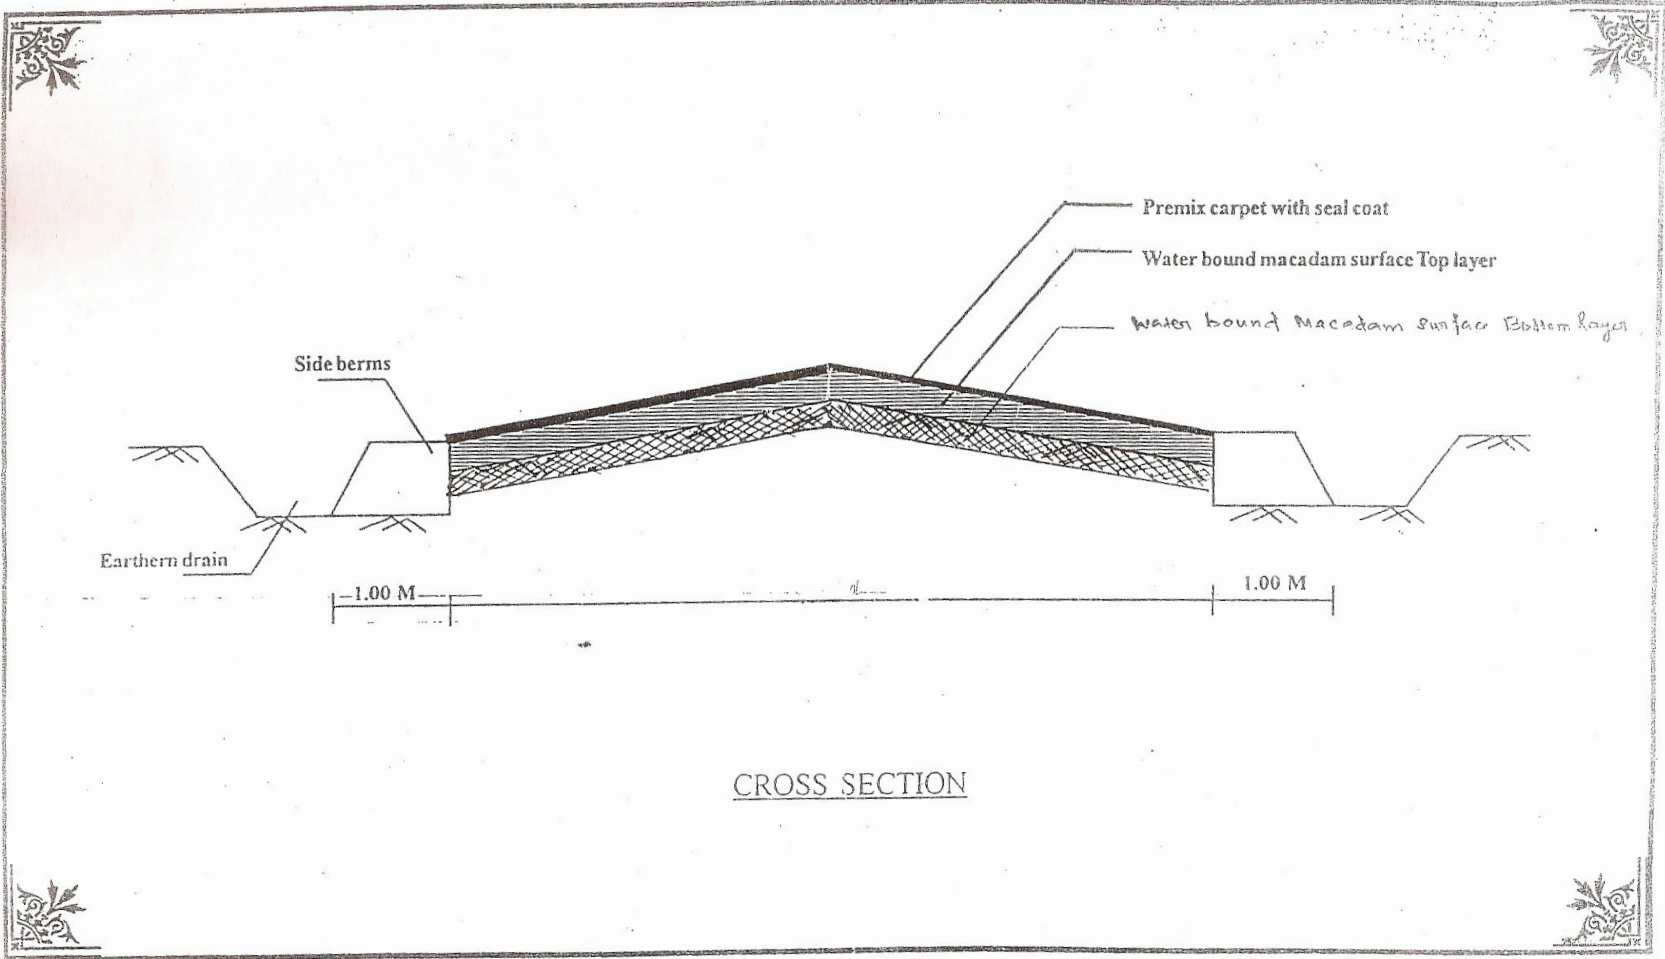 Premix carpet with seal coat
Water bound macadam surface Top layer
Water bound Macadam surface Bottom layer
Side berms
Earthern drain
1.00 M
1.00 M
CROSS SECTION